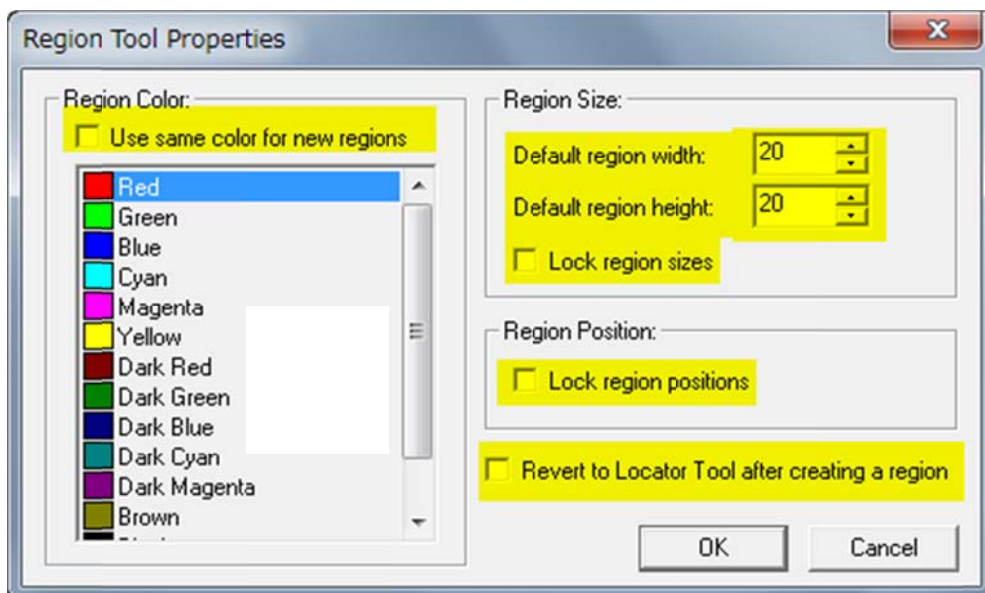 Region Tool Properties
Region Color:
Use same color for new regions
Red
Green
Blue
Cyan
Magenta
Yellow
Dark Red
Dark Green
Dark Blue
Dark Cyan
Dark Magenta
Brown
Region Size:
Default region width: 20
Default region height: 20
Lock region sizes
Region Position:
Lock region positions
Revert to Locator Tool after creating a region
OK Cancel